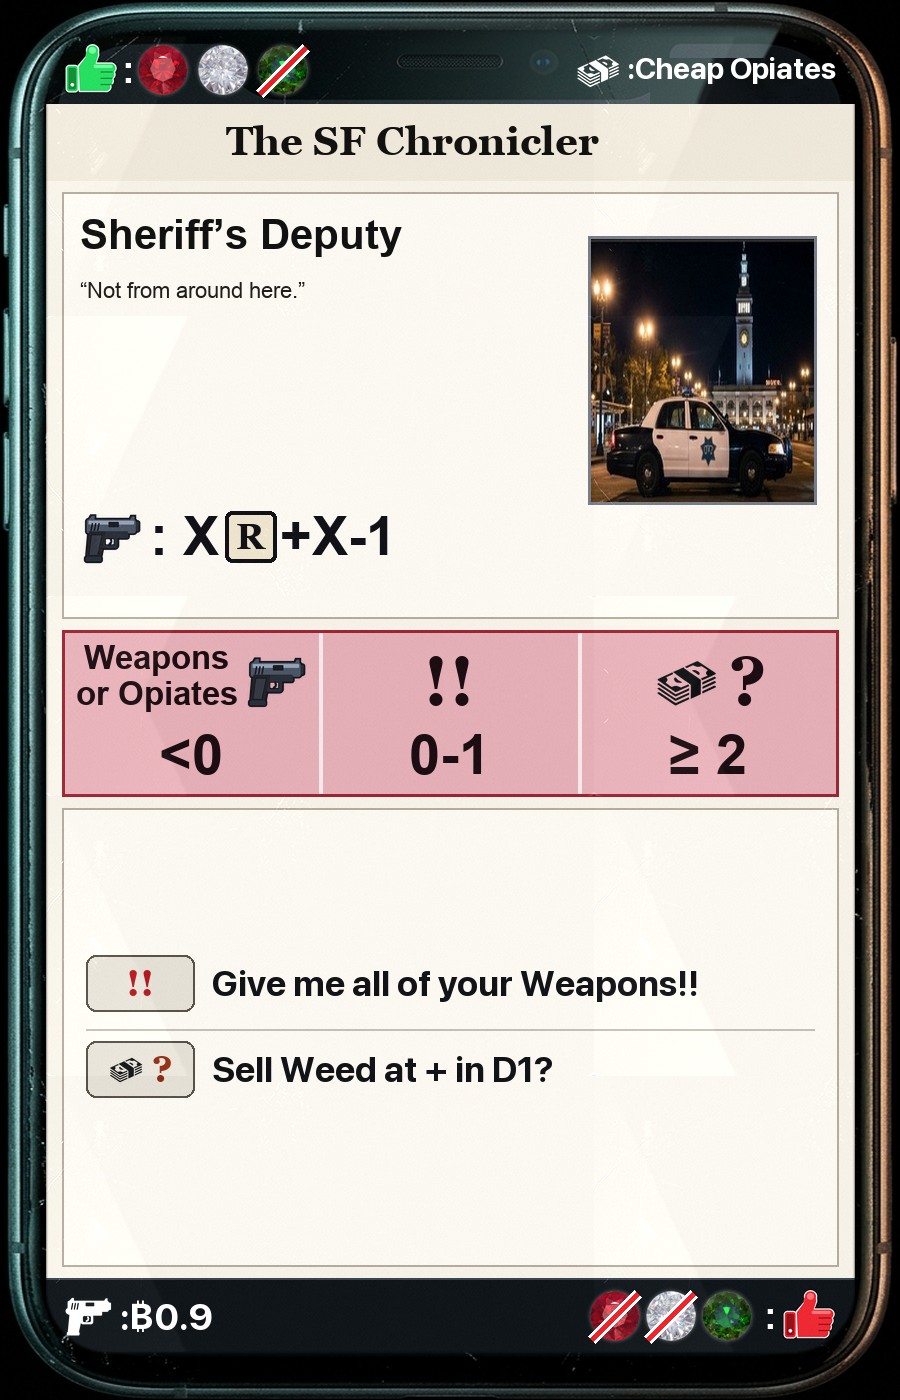 :
:Cheap Opiates
The SF Chronicler
Sheriff’s Deputy
“Not from around here.”
: X R +X-1
Weapons
or Opiates
<0
!!
0-1
?
≥ 2
!! Give me all of your Weapons!!
? Sell Weed at + in D1?
:₿0.9
: